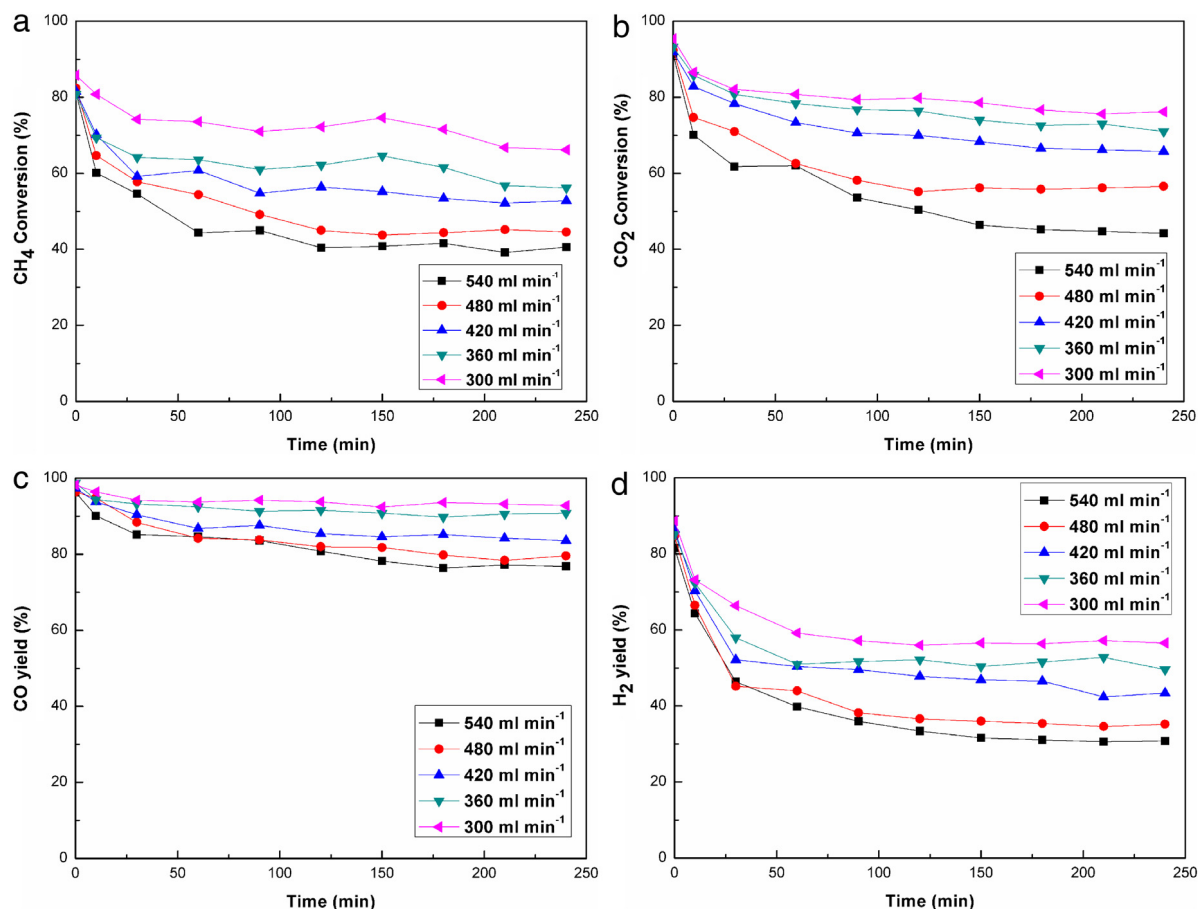 a
CH4 Conversion (%)
100
80
60
40
20
0
540 ml min-1
480 ml min-1
420 ml min-1
360 ml min-1
300 ml min-1
0 50 100 150 200 250
Time (min)
b
CO2 Conversion (%)
100
80
60
40
20
0
540 ml min-1
480 ml min-1
420 ml min-1
360 ml min-1
300 ml min-1
0 50 100 150 200 250
Time (min)
c
CO yield (%)
100
80
60
40
20
0
540 ml min-1
480 ml min-1
420 ml min-1
360 ml min-1
300 ml min-1
0 50 100 150 200 250
Time (min)
d
H2 yield (%)
100
80
60
40
20
0
540 ml min-1
480 ml min-1
420 ml min-1
360 ml min-1
300 ml min-1
0 50 100 150 200 250
Time (min)